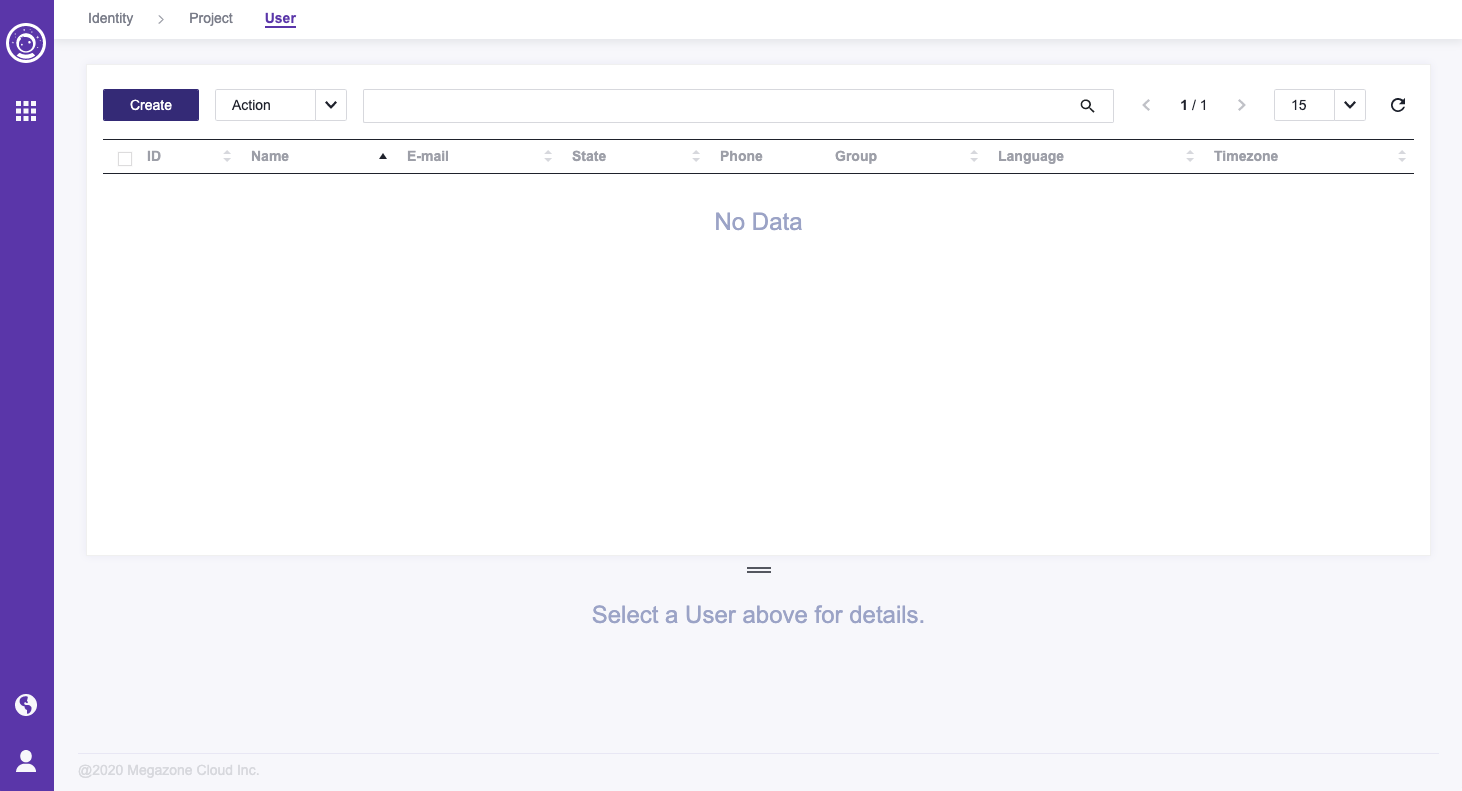 Identity Project User
Create Action 1 / 1 15
ID Name E-mail State Phone Group Language Timezone
No Data
Select a User above for details.
@2020 Megazone Cloud Inc.